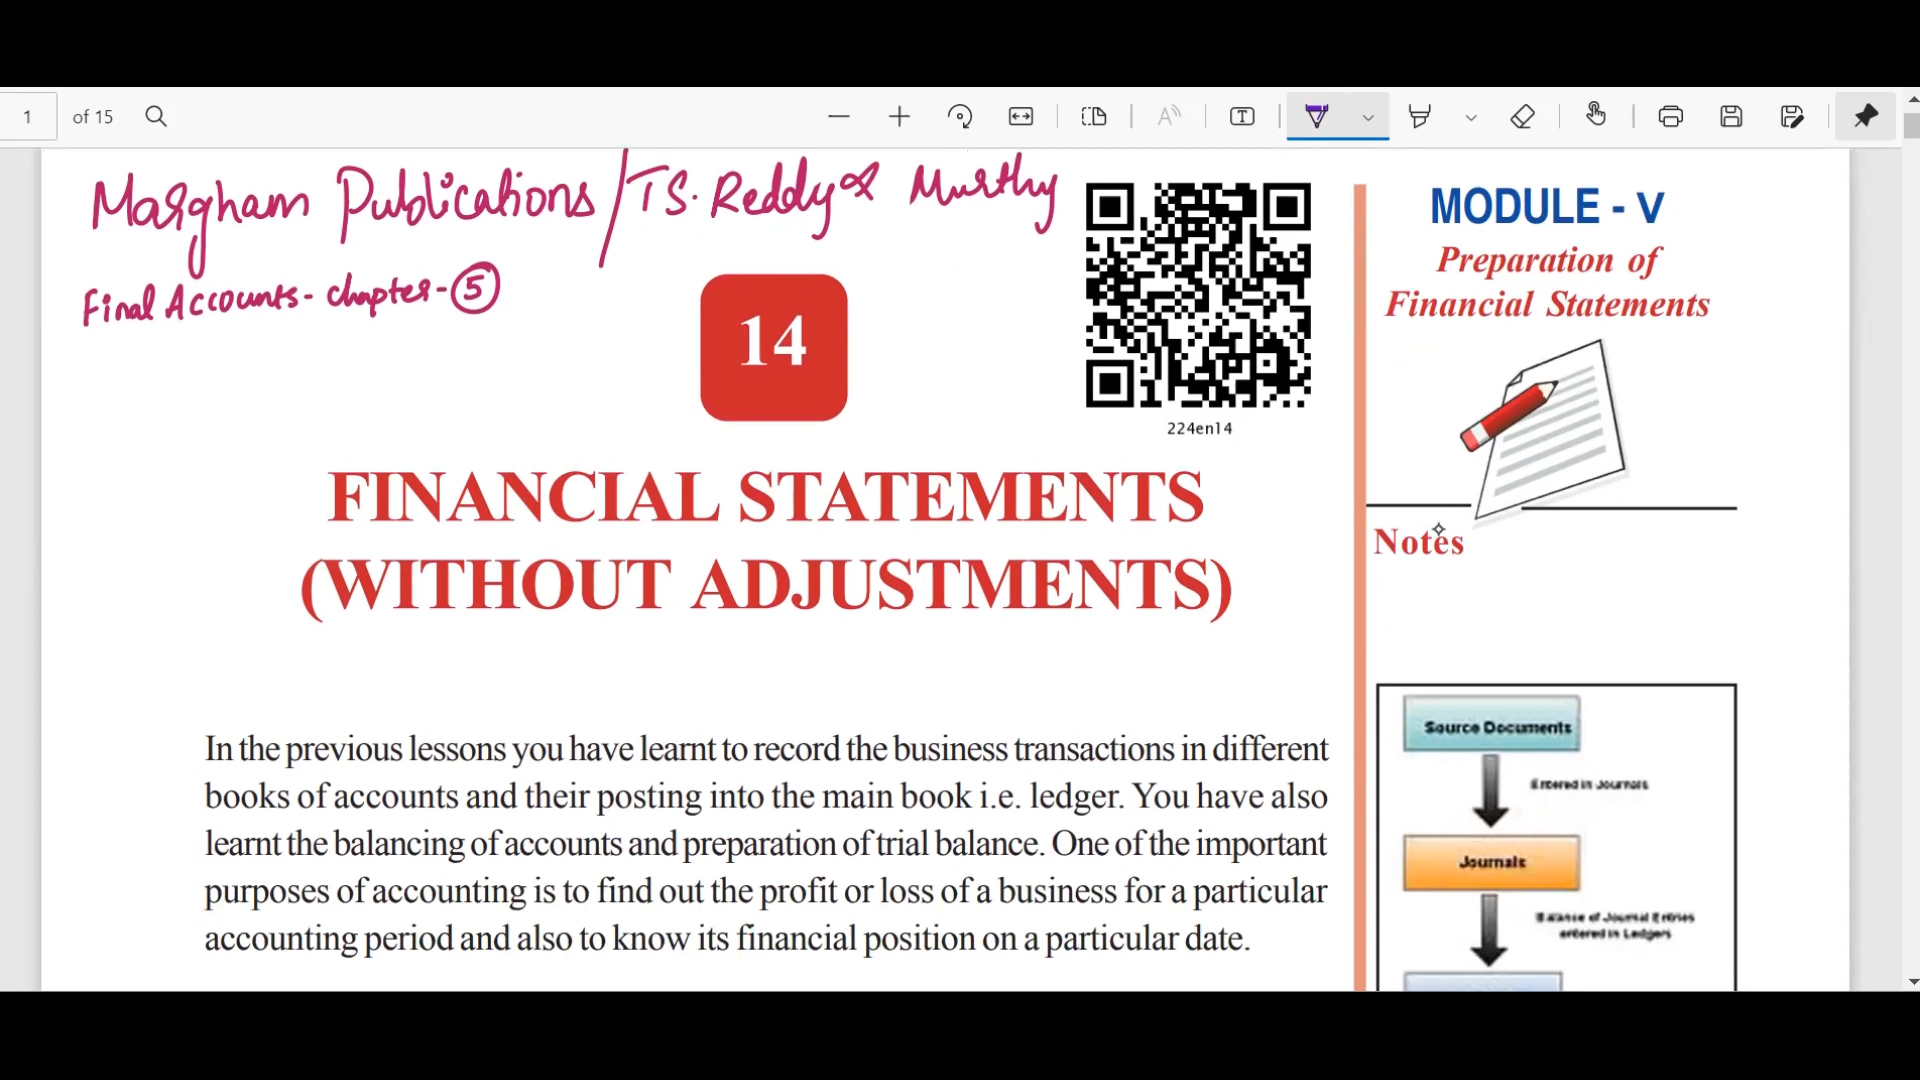 1 of 15
Margham Publications / T.S. Reddy & Murthy
Final Accounts - chapter - 5
14
224en14
FINANCIAL STATEMENTS
(WITHOUT ADJUSTMENTS)
In the previous lessons you have learnt to record the business transactions in different
books of accounts and their posting into the main book i.e. ledger. You have also
learnt the balancing of accounts and preparation of trial balance. One of the important
purposes of accounting is to find out the profit or loss of a business for a particular
accounting period and also to know its financial position on a particular date.
MODULE - V
Preparation of
Financial Statements
Notes
Source Documents
Entered in Journals
Journals
Balance of Journal Entries
entered in Ledgers